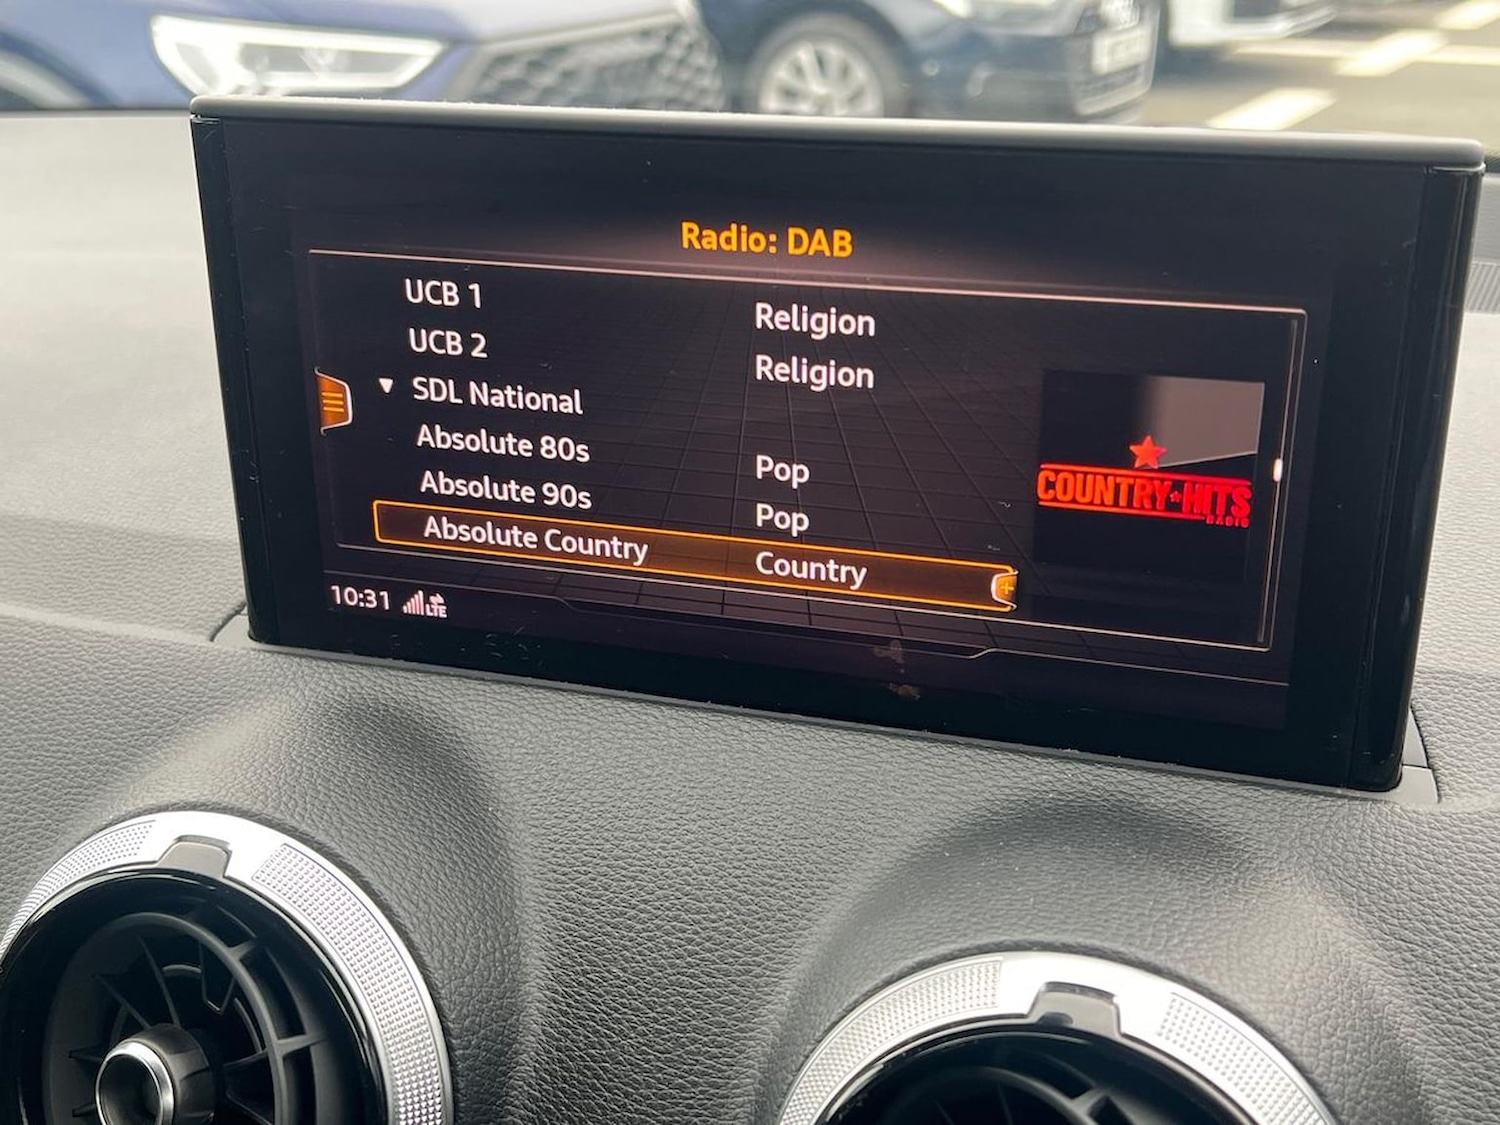 Radio: DAB
UCB 1 Religion
UCB 2 Religion
SDL National
Absolute 80s Pop
Absolute 90s Pop
Absolute Country Country
COUNTRY HITS
RADIO
10:31 LTE